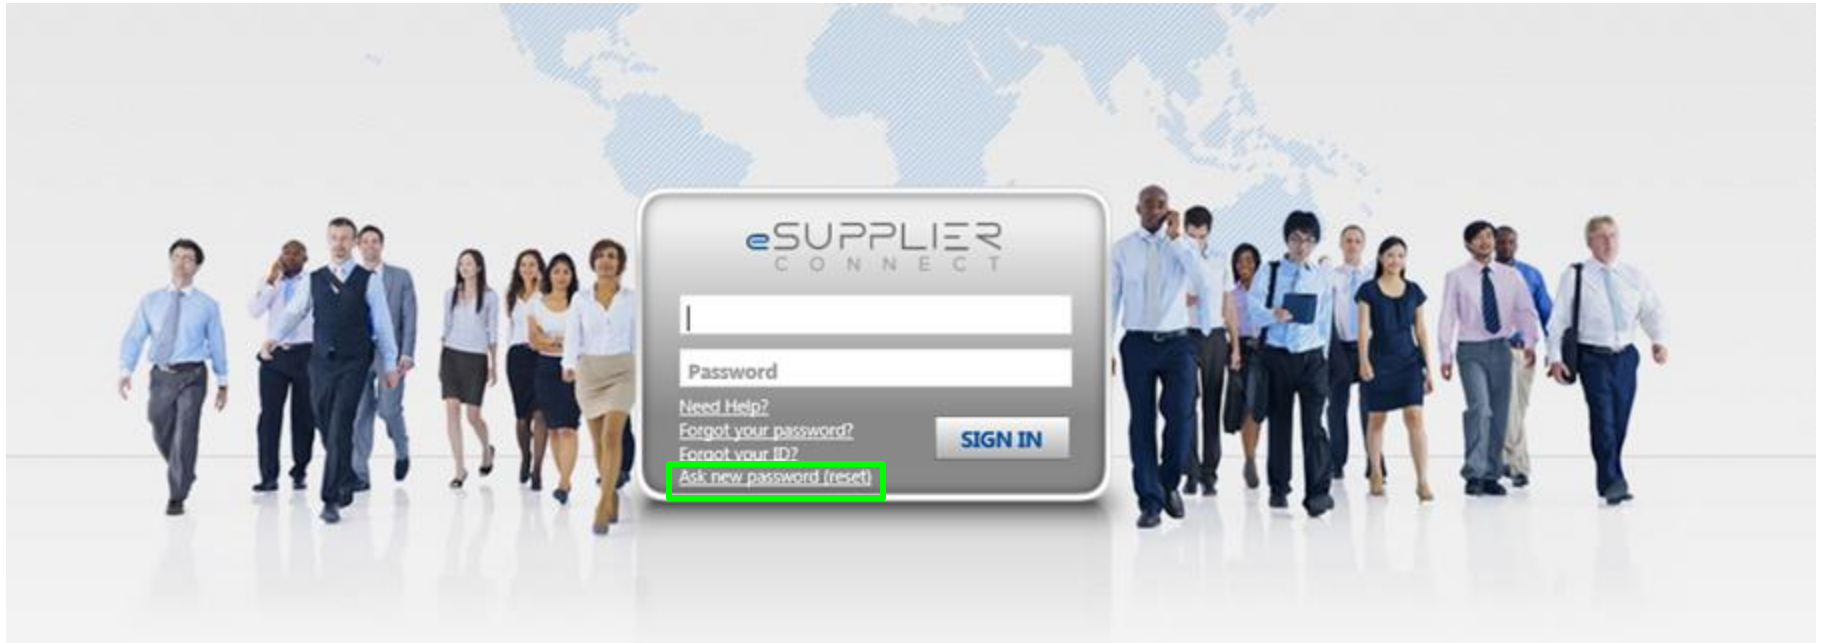 eSUPPLIER
CONNECT
Password
Need Help?
Forgot your password?
Forgot your ID?
Ask new password (reset)
SIGN IN